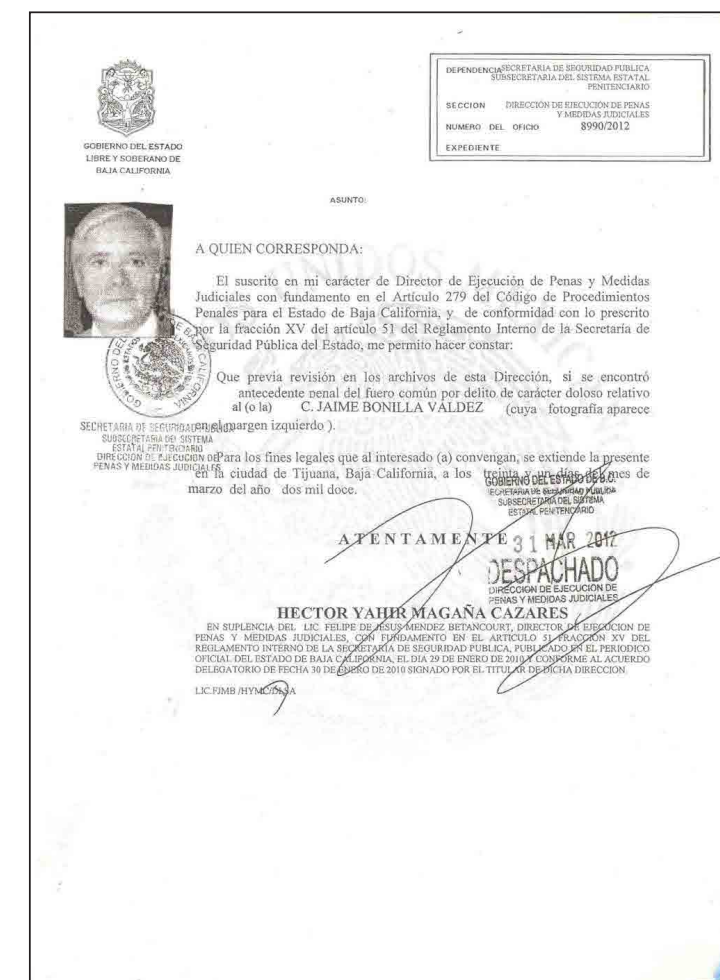 DEPENDENCIA SECRETARIA DE SEGURIDAD PUBLICA
SUBSECRETARIA DEL SISTEMA ESTATAL
PENITENCIARIO
SECCION DIRECCIÓN DE EJECUCIÓN DE PENAS
Y MEDIDAS JUDICIALES
NUMERO DEL OFICIO 8990/2012
EXPEDIENTE
GOBIERNO DEL ESTADO
LIBRE Y SOBERANO DE
BAJA CALIFORNIA
ASUNTO:
A QUIEN CORRESPONDA:
El suscrito en mi carácter de Director de Ejecución de Penas y Medidas
Judiciales con fundamento en el Artículo 279 del Código de Procedimientos
Penales para el Estado de Baja California, y de conformidad con lo prescrito
por la fracción XV del artículo 51 del Reglamento Interno de la Secretaría de
Seguridad Pública del Estado, me permito hacer constar:
Que previa revisión en los archivos de esta Dirección, si se encontró
antecedente penal del fuero común por delito de carácter doloso relativo
al (o la) C. JAIME BONILLA VALDEZ (cuya fotografía aparece
en el margen izquierdo ).
SECRETARIA DE SEGURIDAD PUBLICA
SUBSECRETARIA DEL SISTEMA
ESTATAL PENITENCIARIO
DIRECCION DE EJECUCION DE
PENAS Y MEDIDAS JUDICIALES
Para los fines legales que al interesado (a) convengan, se extiende la presente
en la ciudad de Tijuana, Baja California, a los treinta y un días del mes de
marzo del año dos mil doce.
GOBIERNO DEL ESTADO DE B.C.
SECRETARIA DE SEGURIDAD PUBLICA
SUBSECRETARIA DEL SISTEMA
ESTATAL PENITENCIARIO
ATENTAMENTE
31 MAR 2012
DESPACHADO
DIRECCION DE EJECUCION DE
PENAS Y MEDIDAS JUDICIALES
HECTOR YAHIR MAGAÑA CAZARES
EN SUPLENCIA DEL LIC. FELIPE DE JESUS MENDEZ BETANCOURT, DIRECTOR DE EJECUCION DE
PENAS Y MEDIDAS JUDICIALES, CON FUNDAMENTO EN EL ARTICULO 51 FRACCIÓN XV DEL
REGLAMENTO INTERNO DE LA SECRETARIA DE SEGURIDAD PUBLICA, PUBLICADO EN EL PERIODICO
OFICIAL DEL ESTADO DE BAJA CALIFORNIA, EL DIA 29 DE ENERO DE 2010 Y CONFORME AL ACUERDO
DELEGATORIO DE FECHA 30 DE ENERO DE 2010 SIGNADO POR EL TITULAR DE DICHA DIRECCION.
LIC.FJMB /HYMC/